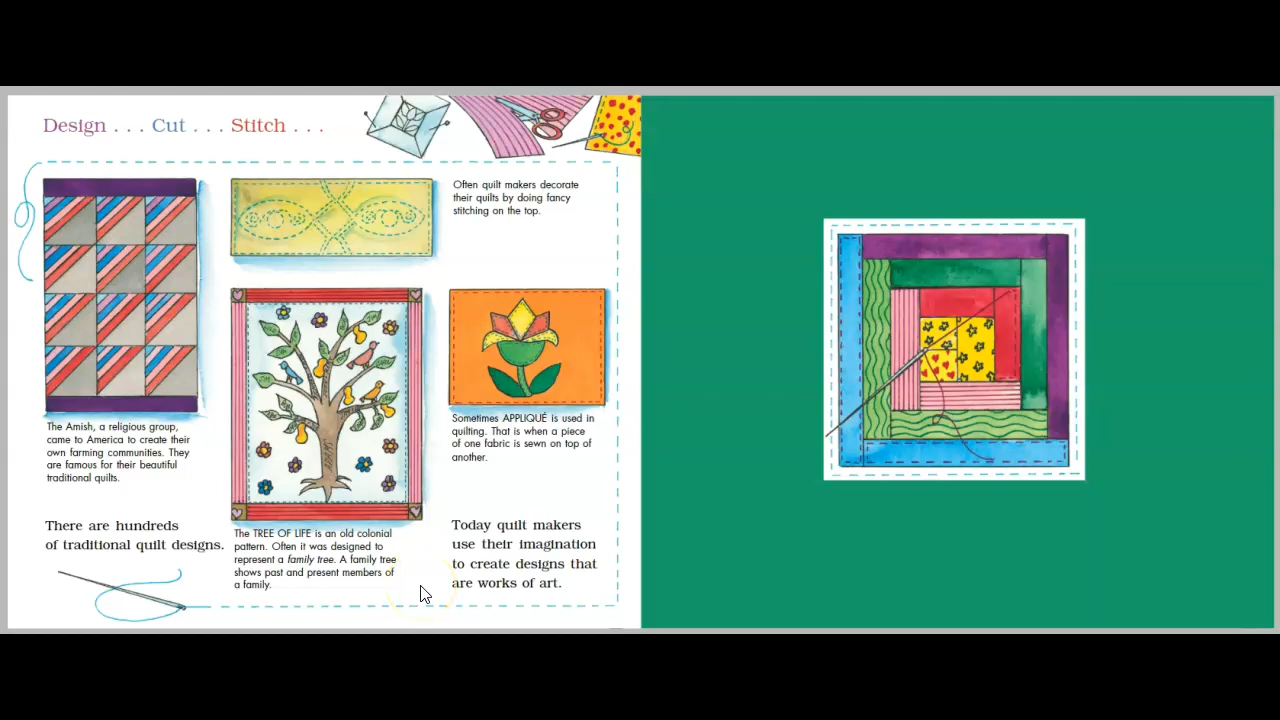 Design . . . Cut . . . Stitch . . .
Often quilt makers decorate
their quilts by doing fancy
stitching on the top.
The Amish, a religious group,
came to America to create their
own farming communities. They
are famous for their beautiful
traditional quilts.
Sometimes APPLIQUÉ is used in
quilting. That is when a piece
of one fabric is sewn on top of
another.
There are hundreds
of traditional quilt designs.
The TREE OF LIFE is an old colonial
pattern. Often it was designed to
represent a family tree. A family tree
shows past and present members of
a family.
Today quilt makers
use their imagination
to create designs that
are works of art.